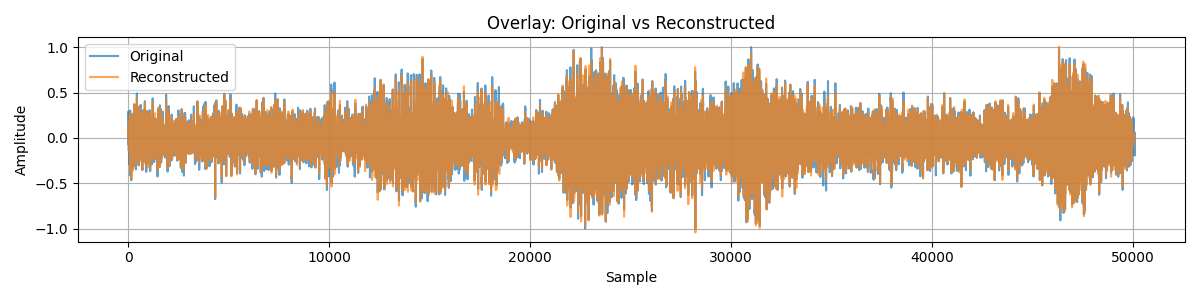 Overlay: Original vs Reconstructed
Original
Reconstructed
1.0
0.5
0.0
−0.5
−1.0
Amplitude
0 10000 20000 30000 40000 50000
Sample